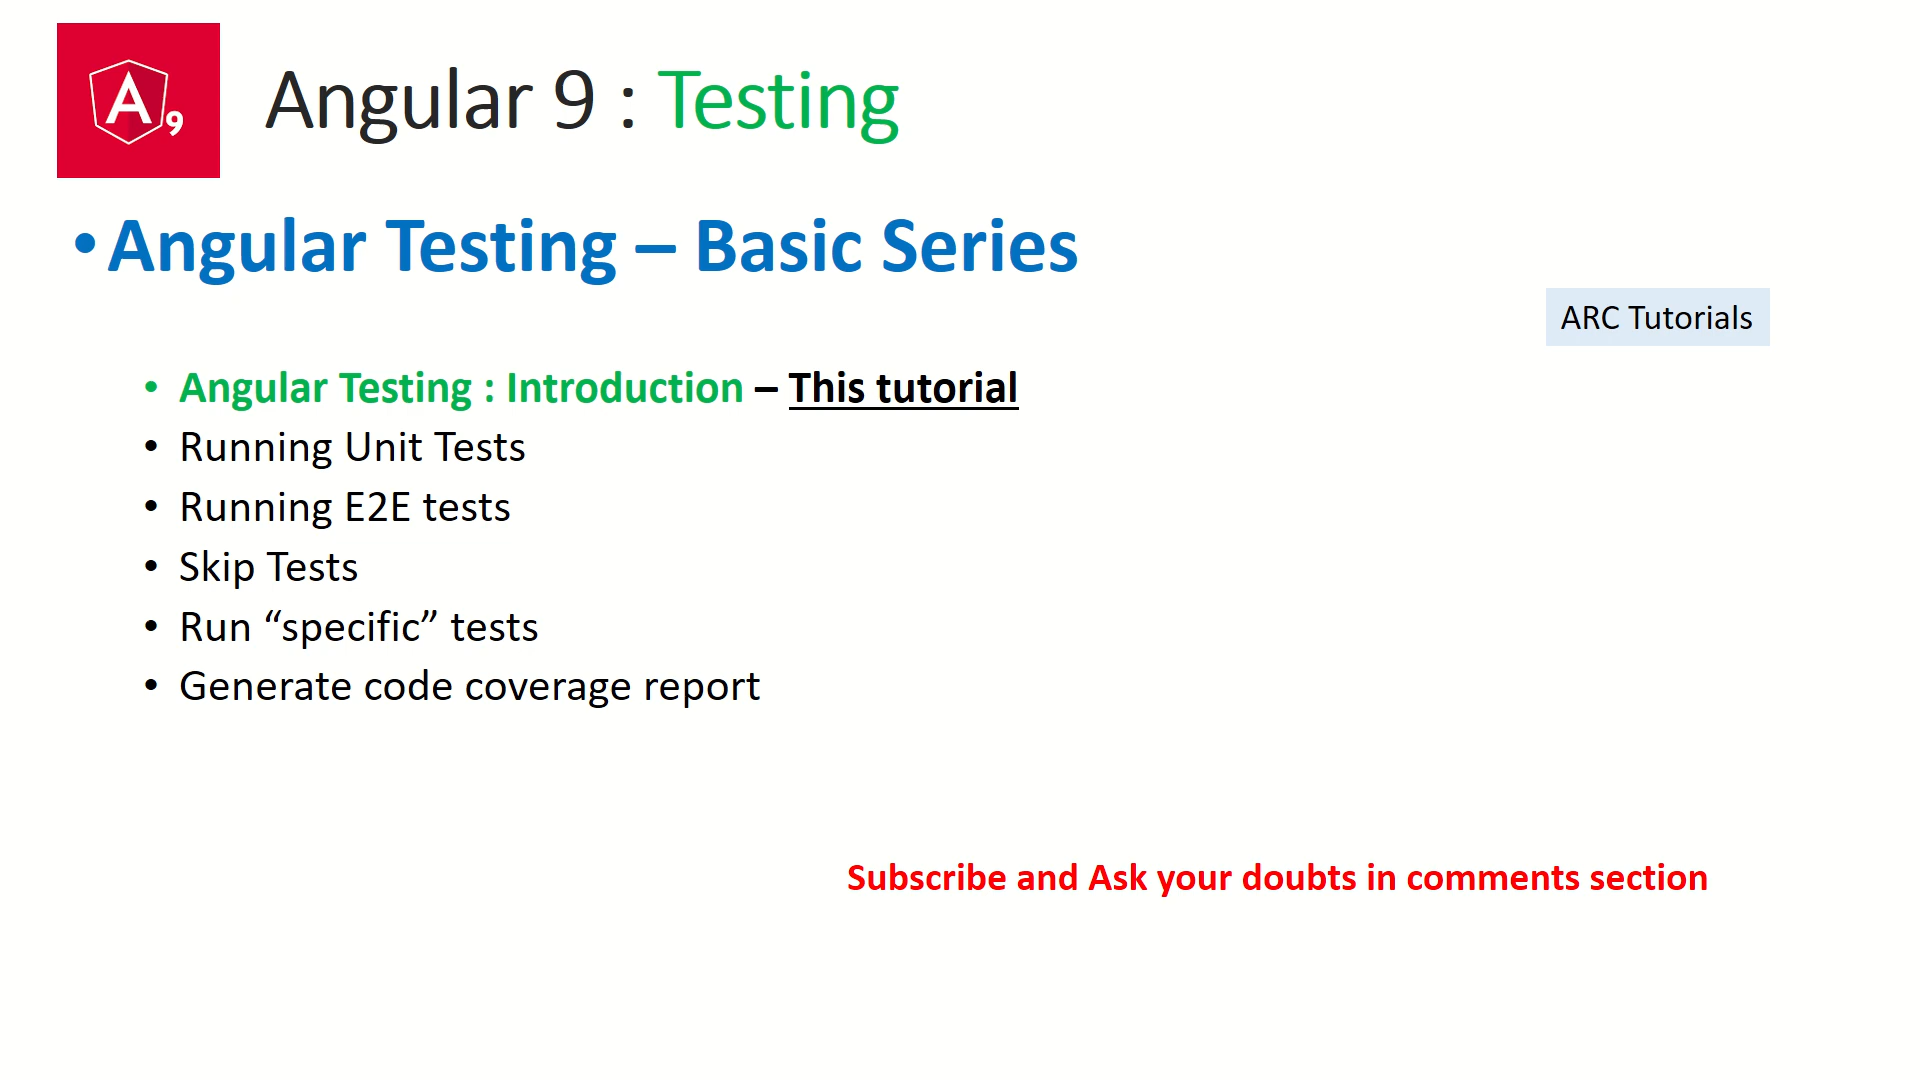 A9
Angular 9 : Testing
• Angular Testing – Basic Series
ARC Tutorials
• Angular Testing : Introduction – This tutorial
• Running Unit Tests
• Running E2E tests
• Skip Tests
• Run “specific” tests
• Generate code coverage report
Subscribe and Ask your doubts in comments section